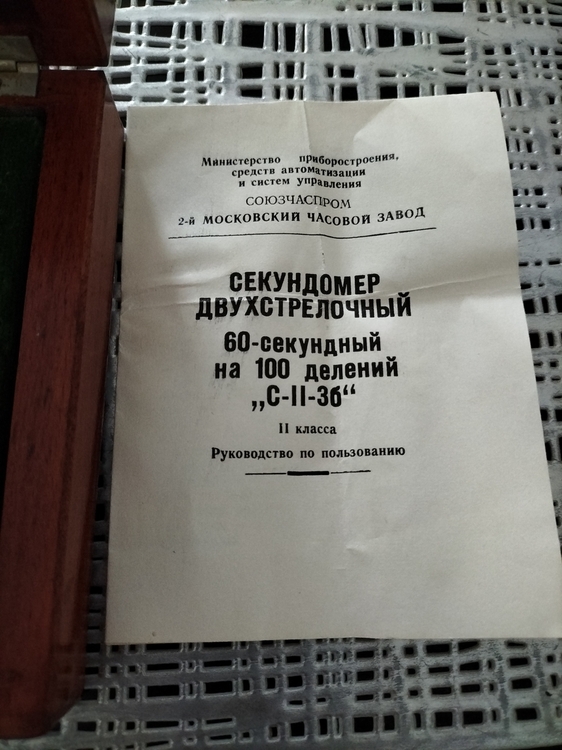 Министерство приборостроения,
средств автоматизации
и систем управления
СОЮЗЧАСПРОМ
2-й МОСКОВСКИЙ ЧАСОВОЙ ЗАВОД
СЕКУНДОМЕР
ДВУХСТРЕЛОЧНЫЙ
60-секундный
на 100 делений
„С-II-3б“
II класса
Руководство по пользованию